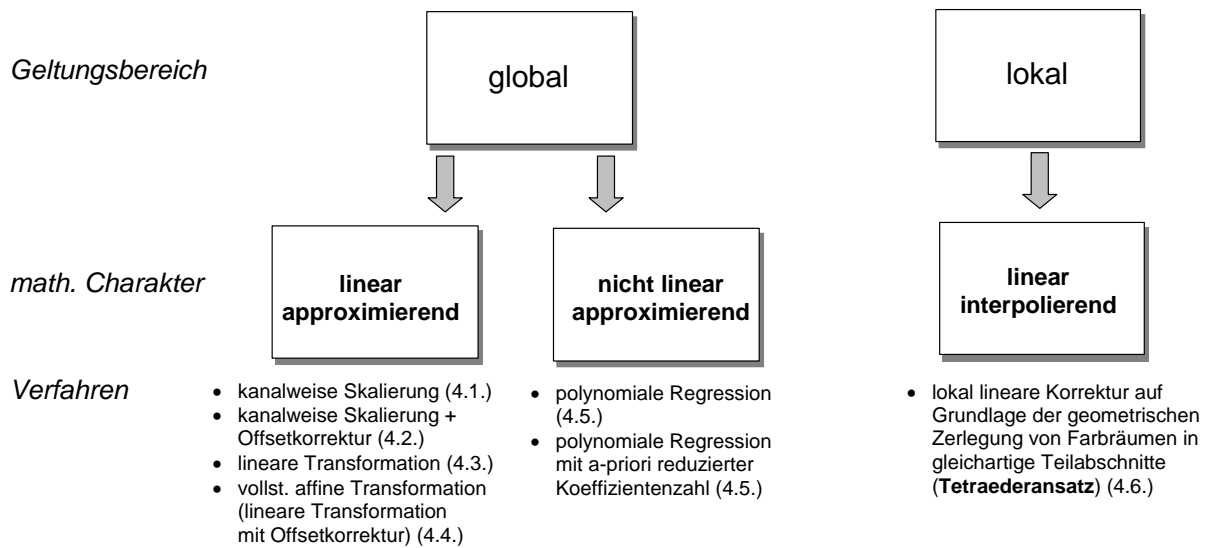 Geltungsbereich
global
lokal
math. Charakter
linear
approximierend
nicht linear
approximierend
linear
interpolierend
Verfahren
• kanalweise Skalierung (4.1.)
• kanalweise Skalierung +
Offsetkorrektur (4.2.)
• lineare Transformation (4.3.)
• vollst. affine Transformation
(lineare Transformation
mit Offsetkorrektur) (4.4.)
• polynomiale Regression
(4.5.)
• polynomiale Regression
mit a-priori reduzierter
Koeffizientenzahl (4.5.)
• lokal lineare Korrektur auf
Grundlage der geometrischen
Zerlegung von Farbräumen in
gleichartige Teilabschnitte
(Tetraederansatz) (4.6.)